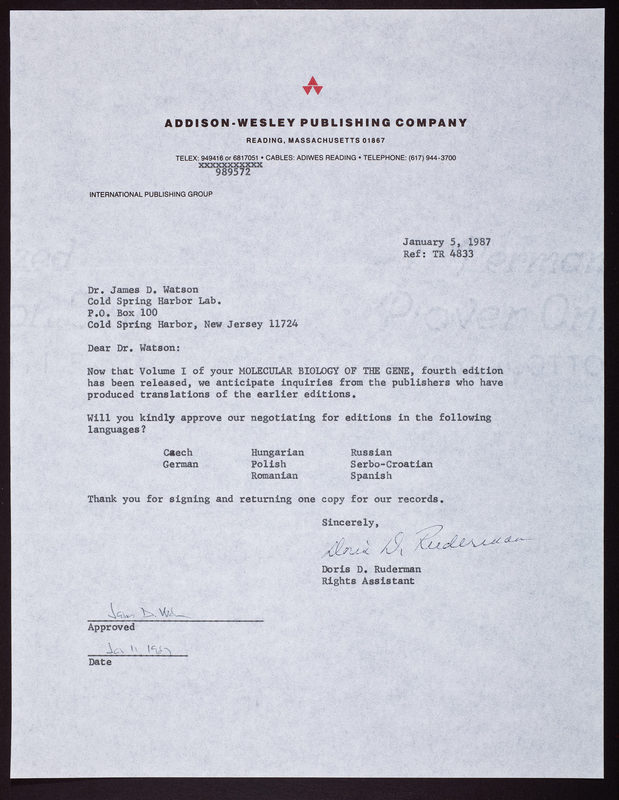 ADDISON-WESLEY PUBLISHING COMPANY
READING, MASSACHUSETTS 01867
TELEX: 949416 or 6817051 • CABLES: ADIWES READING • TELEPHONE: (617) 944-3700
XXXXXXXXXXX
989572
INTERNATIONAL PUBLISHING GROUP
January 5, 1987
Ref: TR 4833
Dr. James D. Watson
Cold Spring Harbor Lab.
P.O. Box 100
Cold Spring Harbor, New Jersey 11724
Dear Dr. Watson:
Now that Volume I of your MOLECULAR BIOLOGY OF THE GENE, fourth edition
has been released, we anticipate inquiries from the publishers who have
produced translations of the earlier editions.
Will you kindly approve our negotiating for editions in the following
languages?
Czech Hungarian Russian
German Polish Serbo-Croatian
Romanian Spanish
Thank you for signing and returning one copy for our records.
Sincerely,
Doris D. Ruderman
Doris D. Ruderman
Rights Assistant
James D. Watson
Approved
Jan 11, 1987
Date